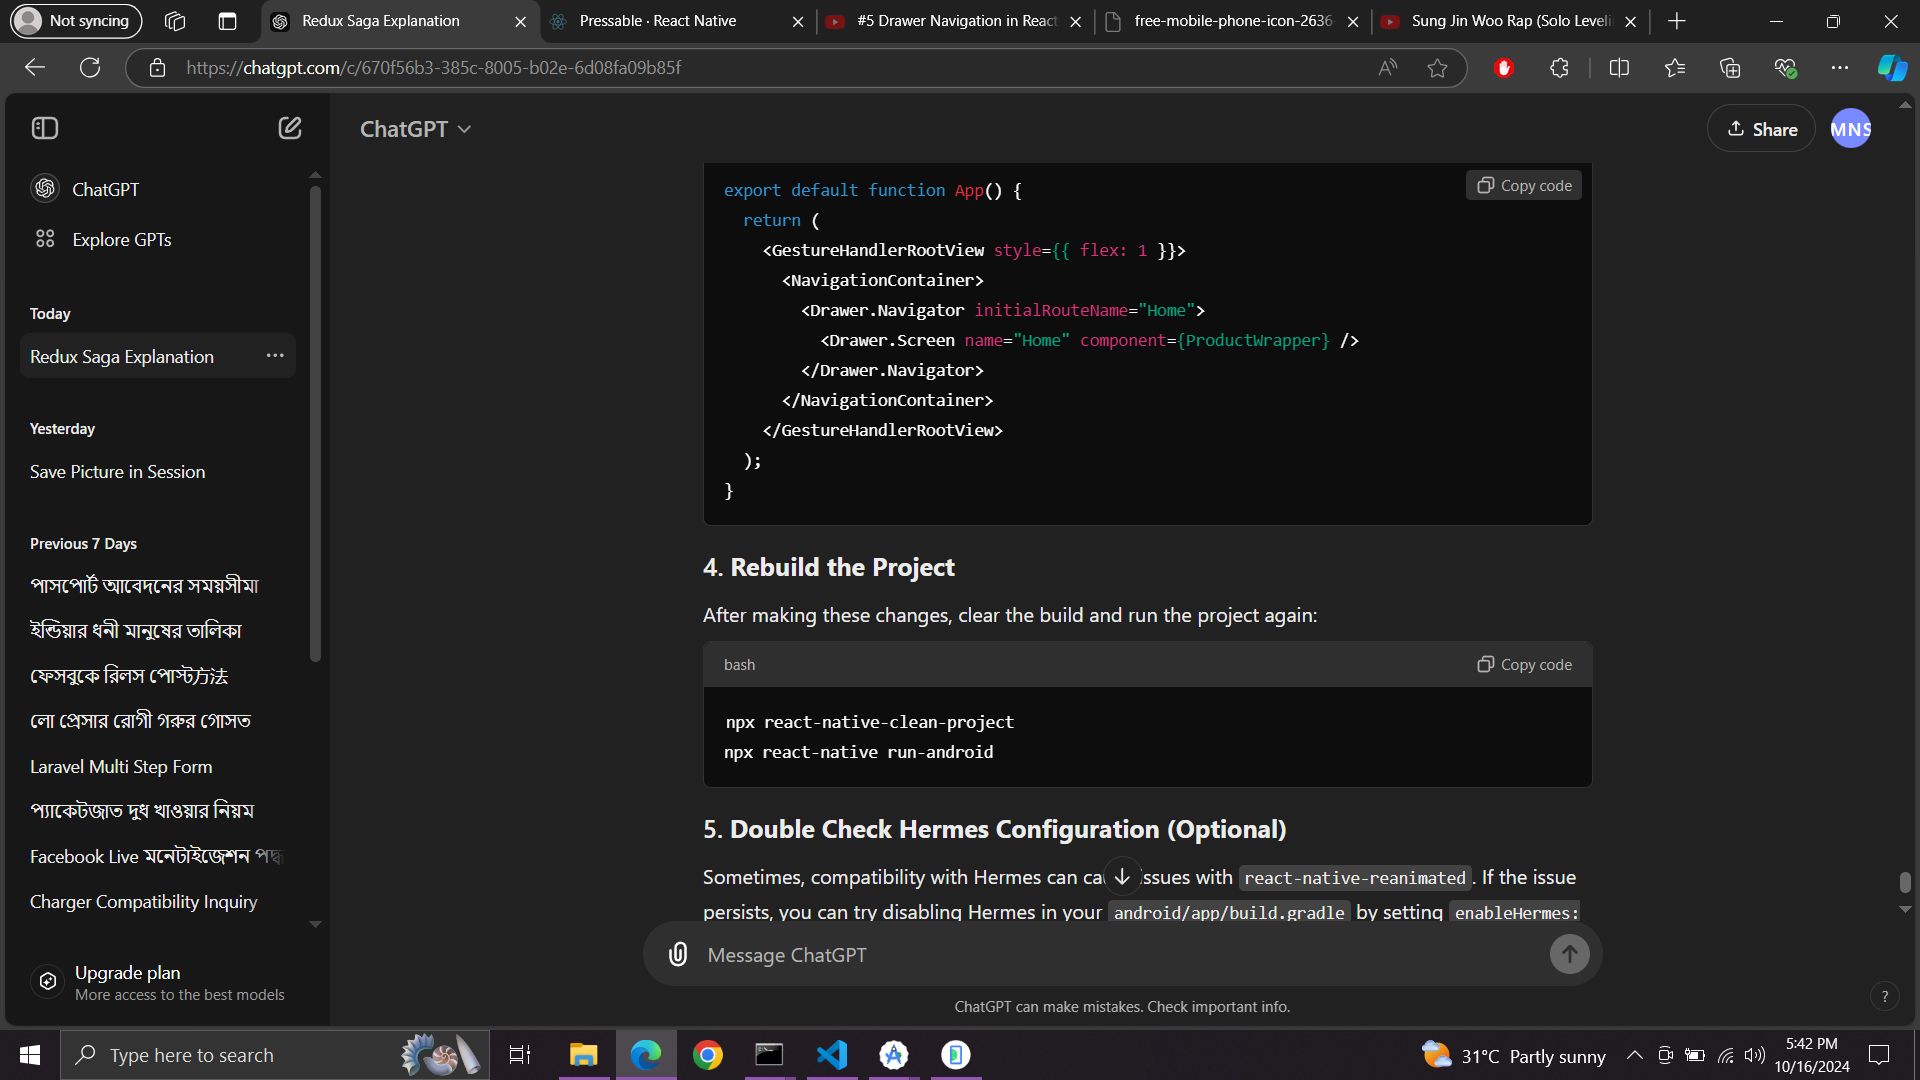 Not syncing
Redux Saga Explanation
Pressable · React Native
#5 Drawer Navigation in React
free-mobile-phone-icon-2636-
Sung Jin Woo Rap (Solo Leveli
https://chatgpt.com/c/670f56b3-385c-8005-b02e-6d08fa09b85f
ChatGPT
Share
MNS
ChatGPT
Explore GPTs
Today
Redux Saga Explanation
Yesterday
Save Picture in Session
Previous 7 Days
পাসপোর্ট আবেদনের সময়সীমা
ইন্ডিয়ার ধনী মানুষের তালিকা
ফেসবুকে রিলস পোস্ট方法
লো প্রেসার রোগী গরুর গোসত
Laravel Multi Step Form
প্যাকেটজাত দুধ খাওয়ার নিয়ম
Facebook Live মনেটাইজেশন পদ্ধ
Charger Compatibility Inquiry
Upgrade plan
More access to the best models
Copy code
export default function App() {
return (
<GestureHandlerRootView style={{ flex: 1 }}>
<NavigationContainer>
<Drawer.Navigator initialRouteName="Home">
<Drawer.Screen name="Home" component={ProductWrapper} />
</Drawer.Navigator>
</NavigationContainer>
</GestureHandlerRootView>
);
}
4. Rebuild the Project
After making these changes, clear the build and run the project again:
bash
Copy code
npx react-native-clean-project
npx react-native run-android
5. Double Check Hermes Configuration (Optional)
Sometimes, compatibility with Hermes can ca issues with react-native-reanimated. If the issue
persists, you can try disabling Hermes in your android/app/build.gradle by setting enableHermes:
Message ChatGPT
ChatGPT can make mistakes. Check important info.
?
Type here to search
31°C Partly sunny
5:42 PM
10/16/2024